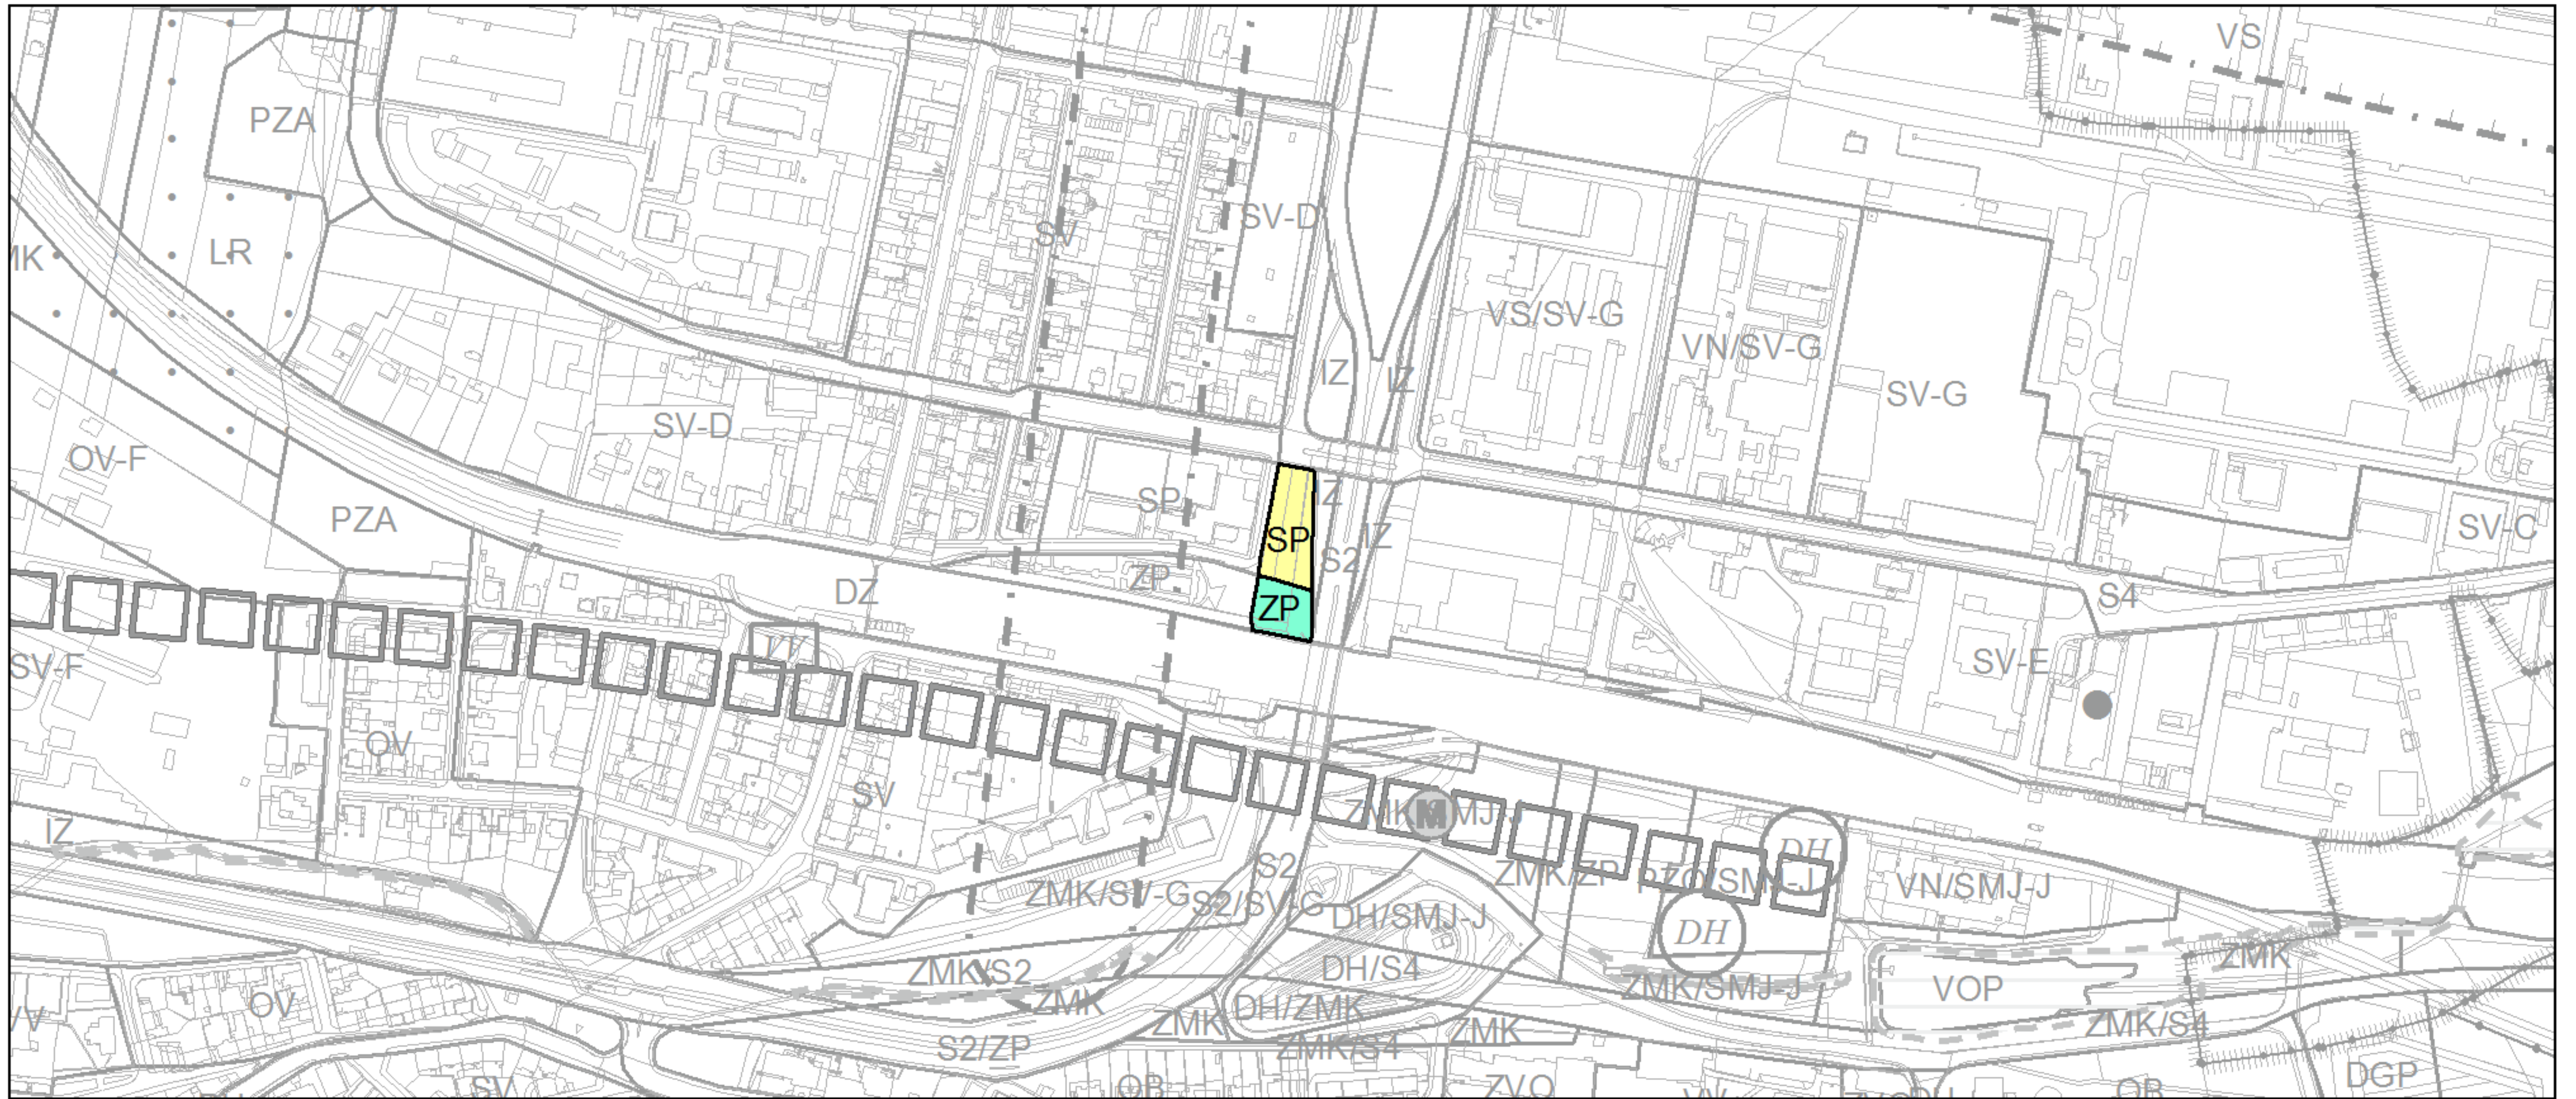 VS
PZA
SV-D
SV
LR
VS/SV-G
VN/SV-G
IZ
IZ
SV-G
SV-D
OV-F
SP
IZ
PZA
SV-C
SP
IZ
S2
ZP
DZ
S4
ZP
VV
SV-F
SV-E
OV
SV
IZ
M
DH
S2
ZMK/ZP
PZO/SMJ-J
VN/SMJ-J
ZMK/SV-G
S2/SV-G
DH/SMJ-J
DH
ZMK
DH/S4
ZMK/S2
ZMK/SMJ-J
VOP
OV
ZMK
DH/ZMK
ZMK
ZMK
ZMK/S4
S2/ZP
ZMK/S4
DGP
SV
OB
ZVO
VV
OB